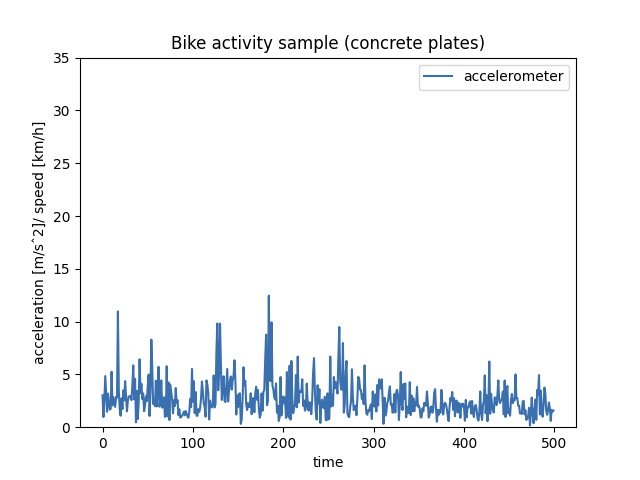 Bike activity sample (concrete plates)
accelerometer
35
30
25
20
15
10
5
0
acceleration [m/sˆ2]/ speed [km/h]
0 100 200 300 400 500
time